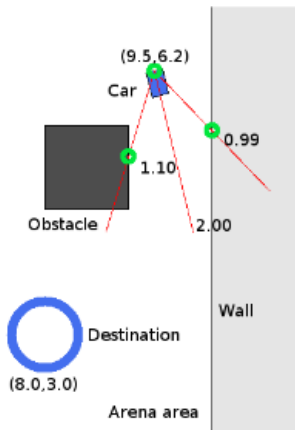 (9.5,6.2)
Car
0.99
1.10
Obstacle
2.00
Wall
Destination
(8.0,3.0)
Arena area